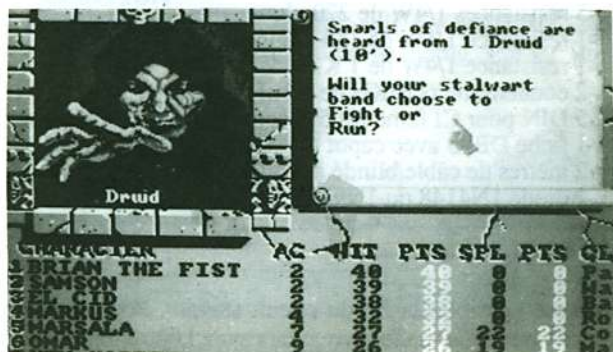 Snarls of defiance are
heard from 1 Druid
(10').
Will your stalwart
band choose to
Fight or
Run?
Druid
CHARACTER AC HIT PTS SPL PTS CL
1 BRIAN THE FIST 2 40 40 0 0
2 SAMSON 2 39 39 0 0
3 EL CID 2 38 38 0 0 Ba
4 MARKUS 4 32 32 0 0 Ro
5 MARSALA 27 27 22 22 Co
6 OMAR 9 26 26 19 19